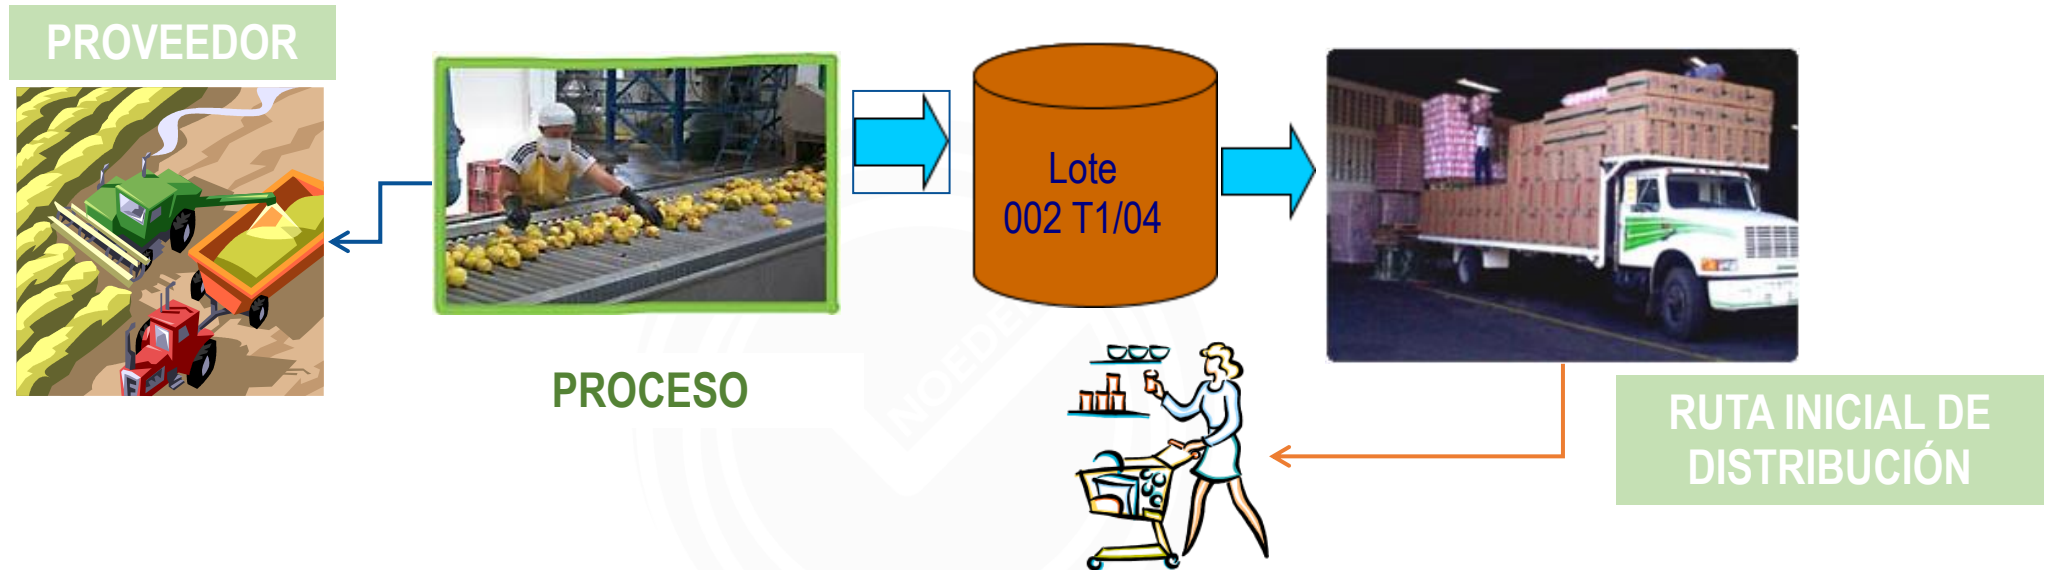 PROVEEDOR
Lote
002 T1/04
PROCESO
RUTA INICIAL DE
DISTRIBUCIÓN